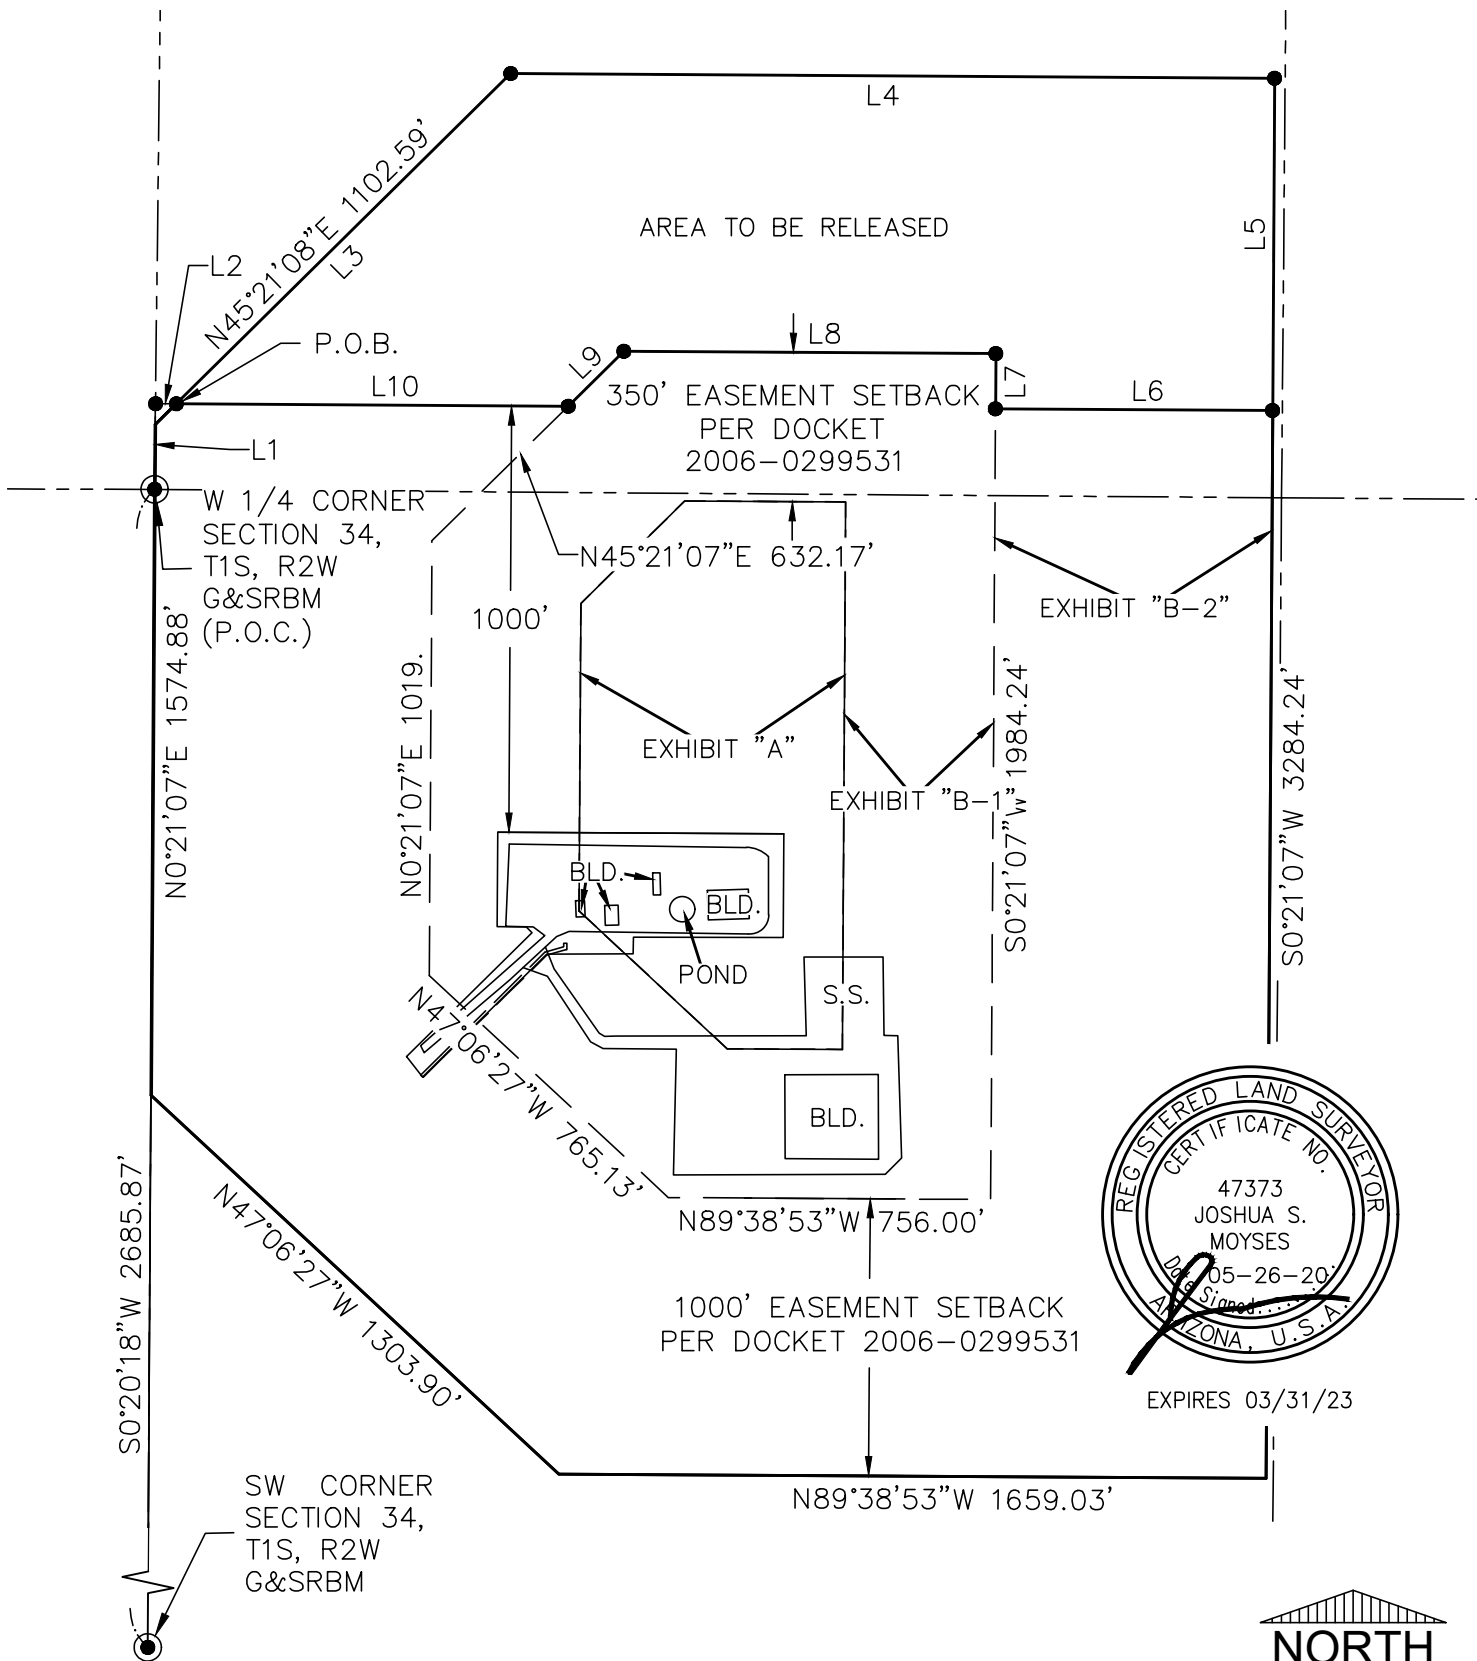 L4
N45°21'08"E 1102.59'
L3
AREA TO BE RELEASED
L5
L2
P.O.B.
L10
L9
L8
L7
L6
350' EASEMENT SETBACK
PER DOCKET
2006-0299531
L1
W 1/4 CORNER
SECTION 34,
T1S, R2W
G&SRBM
(P.O.C.)
N45°21'07"E 632.17'
1000'
EXHIBIT "B-2"
N0°21'07"E 1574.88'
N0°21'07"E 1019.
EXHIBIT "A"
EXHIBIT "B-1"
S0°21'07"W 1984.24'
S0°21'07"W 3284.24'
BLD.
BLD.
POND
S.S.
N47°06'27"W 765.13'
BLD.
N89°38'53"W 756.00'
S0°20'18"W 2685.87'
N47°06'27"W 1303.90'
1000' EASEMENT SETBACK
PER DOCKET 2006-0299531
REGISTERED LAND SURVEYOR
CERTIFICATE NO.
47373
JOSHUA S.
MOYSES
05-26-20
Date Signed..........
ARIZONA, U.S.A.
EXPIRES 03/31/23
N89°38'53"W 1659.03'
SW CORNER
SECTION 34,
T1S, R2W
G&SRBM
NORTH